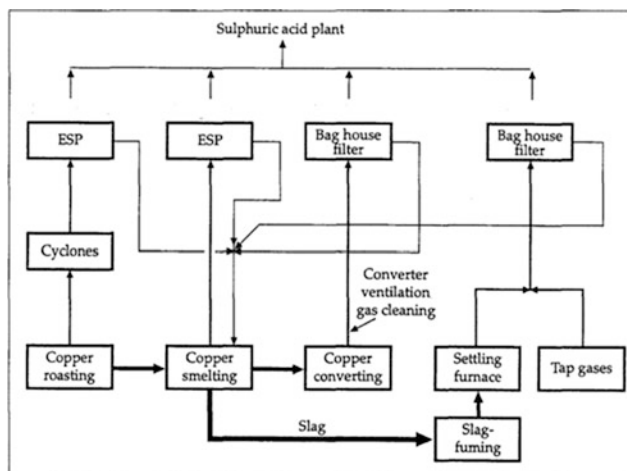 Sulphuric acid plant
ESP
ESP
Bag house
filter
Bag house
filter
Cyclones
Converter
ventilation
gas cleaning
Copper
roasting
Copper
smelting
Copper
converting
Settling
furnace
Tap gases
Slag
Slag-
fuming